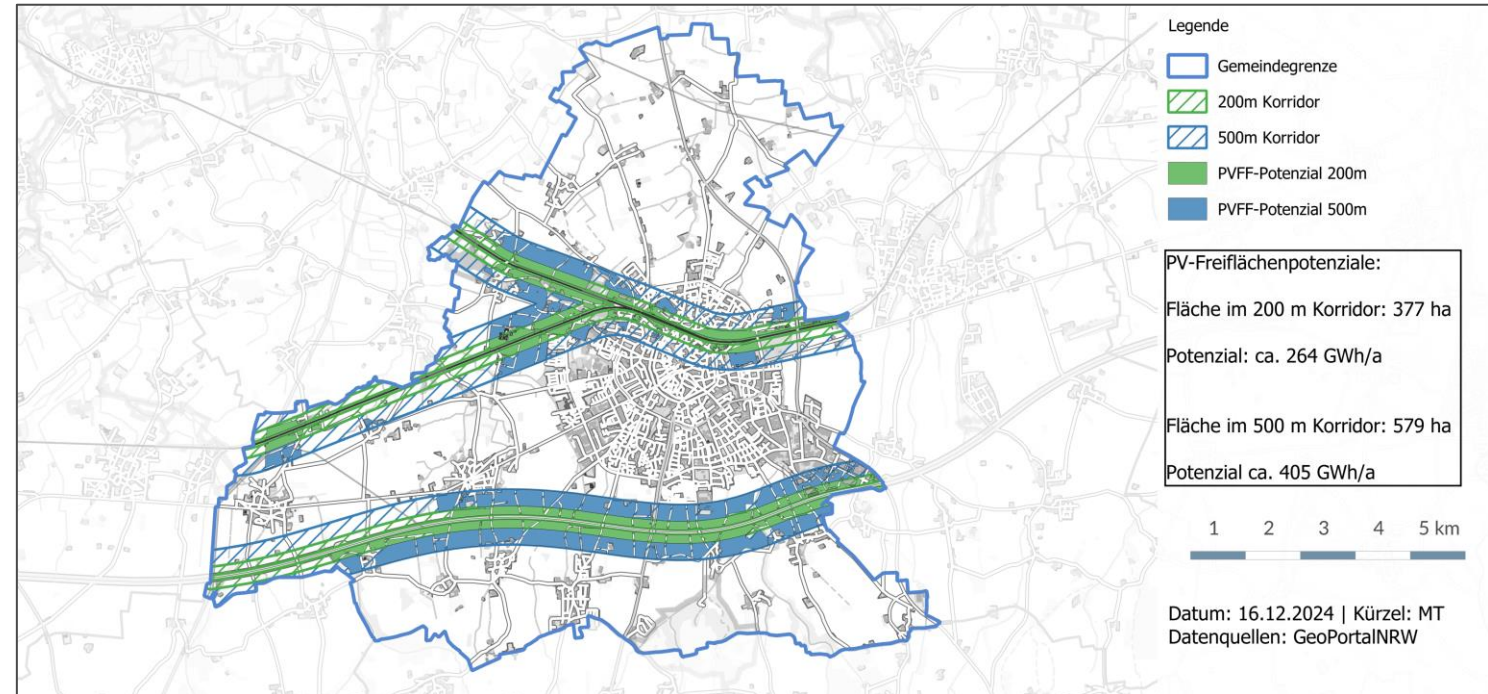 Legende
Gemeindegrenze
200m Korridor
500m Korridor
PVFF-Potenzial 200m
PVFF-Potenzial 500m
PV-Freiflächenpotenziale:
Fläche im 200 m Korridor: 377 ha
Potenzial: ca. 264 GWh/a
Fläche im 500 m Korridor: 579 ha
Potenzial ca. 405 GWh/a
1 2 3 4 5 km
Datum: 16.12.2024 | Kürzel: MT
Datenquellen: GeoPortalNRW